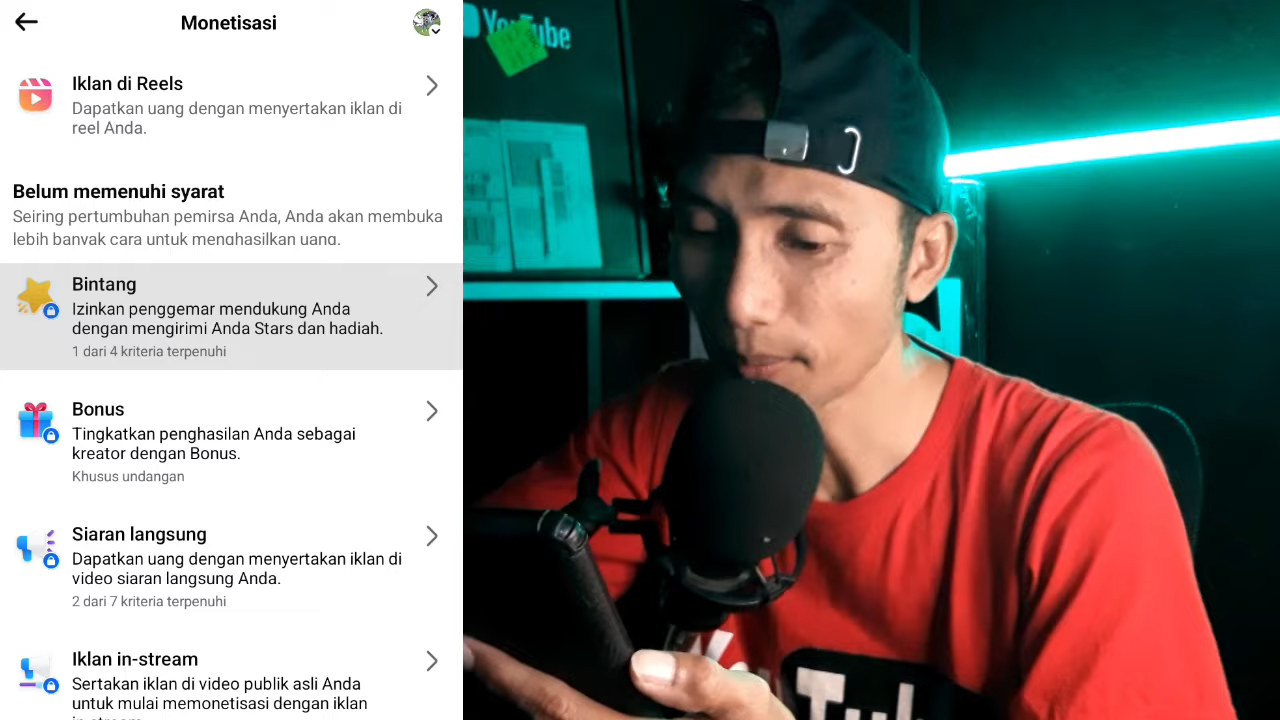 Monetisasi
Iklan di Reels
Dapatkan uang dengan menyertakan iklan di
reel Anda.
Belum memenuhi syarat
Seiring pertumbuhan pemirsa Anda, Anda akan membuka
lebih banyak cara untuk menghasilkan uang.
Bintang
Izinkan penggemar mendukung Anda
dengan mengirimi Anda Stars dan hadiah.
1 dari 4 kriteria terpenuhi
Bonus
Tingkatkan penghasilan Anda sebagai
kreator dengan Bonus.
Khusus undangan
Siaran langsung
Dapatkan uang dengan menyertakan iklan di
video siaran langsung Anda.
2 dari 7 kriteria terpenuhi
Iklan in-stream
Sertakan iklan di video publik asli Anda
untuk mulai memonetisasi dengan iklan
YouTube